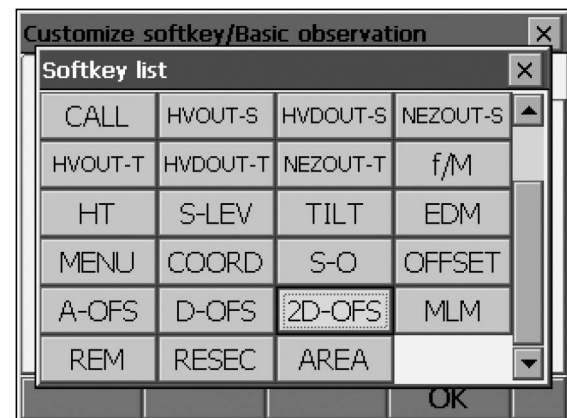 Customize softkey/Basic observation
Softkey list
CALL HVOUT-S HVDOUT-S NEZOUT-S
HVOUT-T HVDOUT-T NEZOUT-T f/M
HT S-LEV TILT EDM
MENU COORD S-O OFFSET
A-OFS D-OFS 2D-OFS MLM
REM RESEC AREA
OK